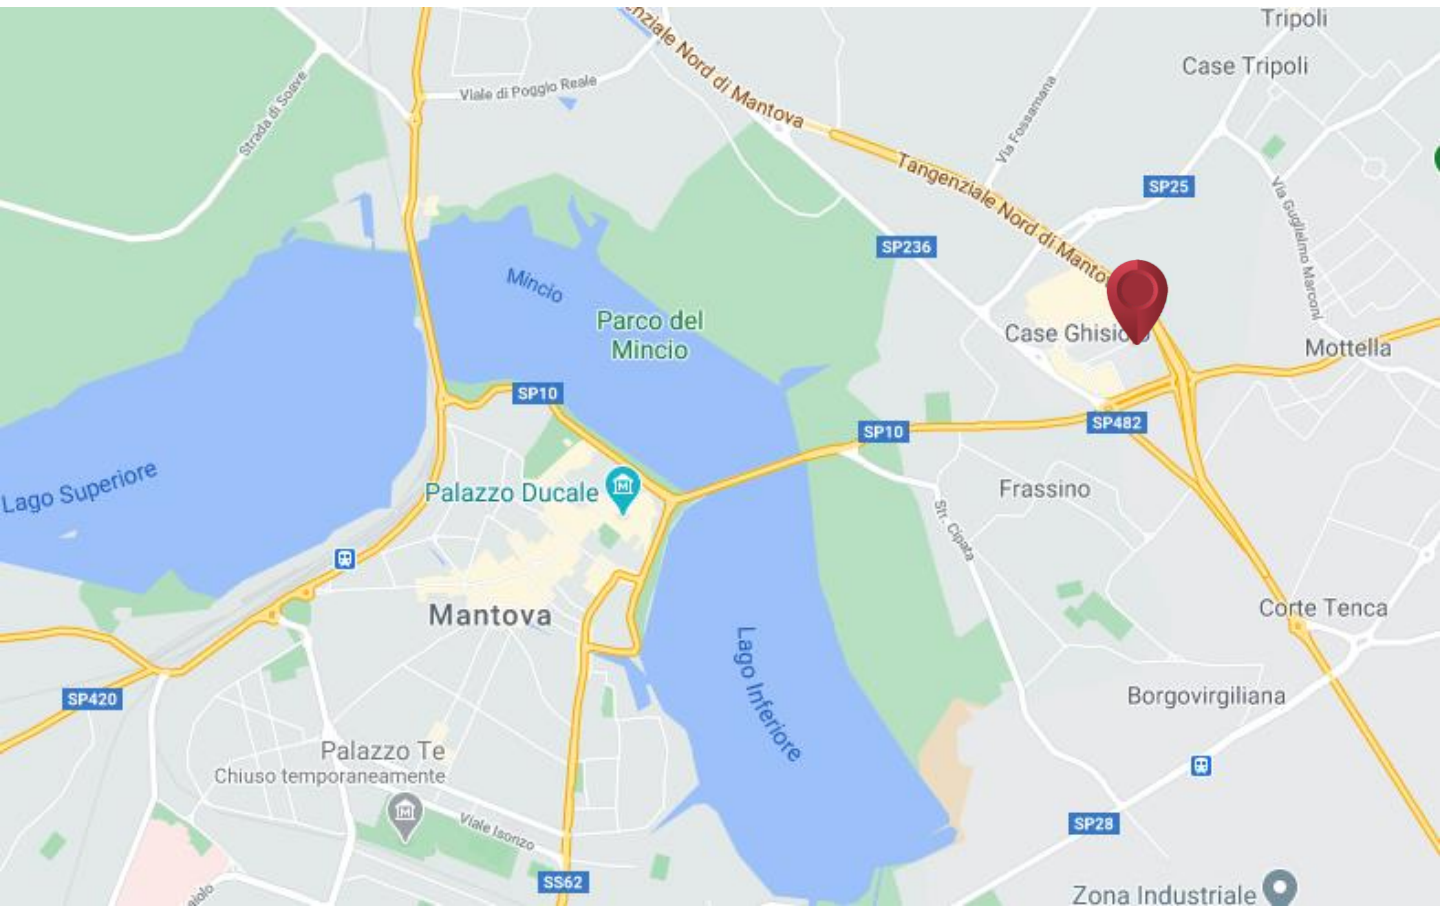 Tripoli
enziale Nord di Mantova
Case Tripoli
Viale di Poggio Reale
Strada di Soave
Via Fossamana
Tangenziale Nord di Manto
SP25
Via Guglielmo Marconi
SP236
Mincio
Parco del
Mincio
Case Ghisiolo
Mottella
SP10
SP482
SP10
Lago Superiore
Palazzo Ducale
Frassino
Str. Cipata
Mantova
Corte Tenca
Lago Inferiore
SP420
Borgovirgiliana
Palazzo Te
Chiuso temporaneamente
Viale Isonzo
SP28
SS62
aiolo
Zona Industriale